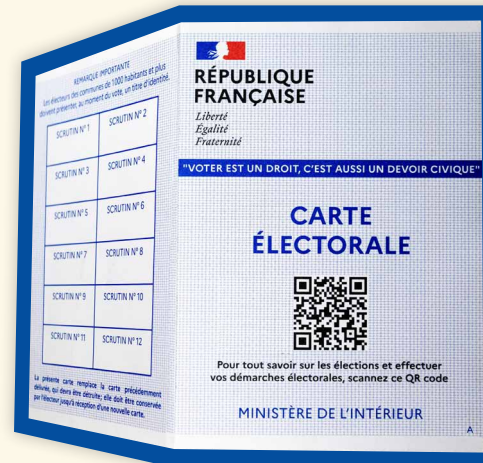 REMARQUE IMPORTANTE
Les électeurs des communes de 1000 habitants et plus
doivent présenter, au moment du vote, un titre d'identité.
SCRUTIN N° 1
SCRUTIN N° 2
SCRUTIN N° 3
SCRUTIN N° 4
SCRUTIN N° 5
SCRUTIN N° 6
SCRUTIN N° 7
SCRUTIN N° 8
SCRUTIN N° 9
SCRUTIN N° 10
SCRUTIN N° 11
SCRUTIN N° 12
La présente carte remplace la carte précédemment
délivrée, qui devra être détruite; elle doit être conservée
par l'électeur jusqu'à réception d'une nouvelle carte.
RÉPUBLIQUE
FRANÇAISE
Liberté
Égalité
Fraternité
"VOTER EST UN DROIT, C'EST AUSSI UN DEVOIR CIVIQUE"
CARTE
ÉLECTORALE
Pour tout savoir sur les élections et effectuer
vos démarches électorales, scannez ce QR code
MINISTÈRE DE L'INTÉRIEUR
A